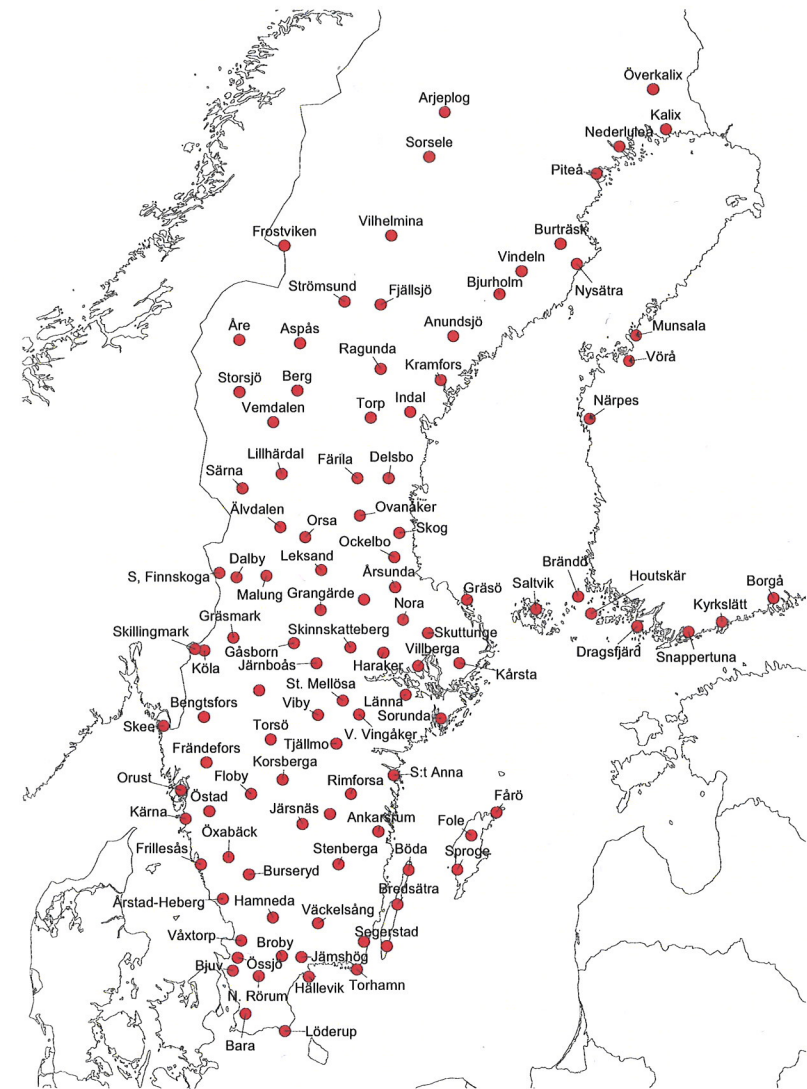 Överkalix
Arjeplog
Kalix
Nederluleå
Sorsele
Piteå
Vilhelmina
Frostviken
Burträsk
Vindeln
Strömsund
Fjällsjö
Bjurholm
Nysätra
Åre
Aspås
Anundsjö
Munsala
Ragunda
Vörå
Kramfors
Storsjö
Berg
Vemdalen
Torp
Indal
Närpes
Lillhärdal
Färila
Delsbo
Särna
Älvdalen
Orsa
Ovanåker
Skog
Ockelbo
Leksand
Dalby
S, Finnskoga
Malung
Årsunda
Grangärde
Gräsö
Saltvik
Brändö
Houtskär
Borgå
Kyrkslätt
Nora
Gräsmark
Skillingmark
Skinnskatteberg
Skuttunge
Gåsborn
Villberga
Dragsfjärd
Snappertuna
Köla
Järnboås
Haraker
Kårsta
St. Mellösa
Länna
Bengtsfors
Viby
Sorunda
Skee
Torsö
V. Vingåker
Tjällmo
Frändefors
Korsberga
S:t Anna
Orust
Floby
Rimforsa
Fårö
Östad
Kärna
Järsnäs
Ankarsrum
Fole
Öxabäck
Frillesås
Stenberga
Böda
Sproge
Burseryd
Bredsätra
Årstad-Heberg
Hamneda
Väckelsång
Segerstad
Våxtorp
Broby
Jämshög
Bjuv
Össjö
Torhamn
N. Rörum
Hällevik
Bara
Löderup